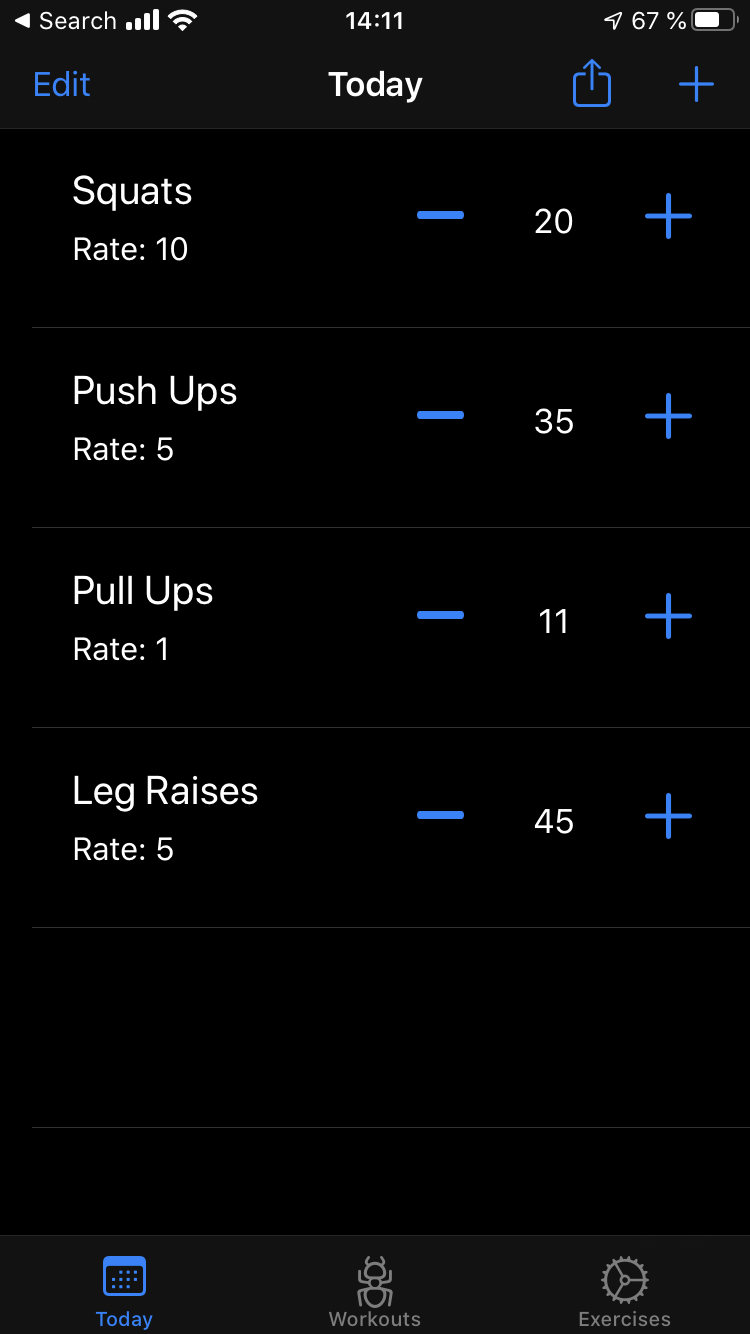 Search 14:11 67 %
Edit Today
Squats
20
Rate: 10
Push Ups
35
Rate: 5
Pull Ups
11
Rate: 1
Leg Raises
45
Rate: 5
Today Workouts Exercises